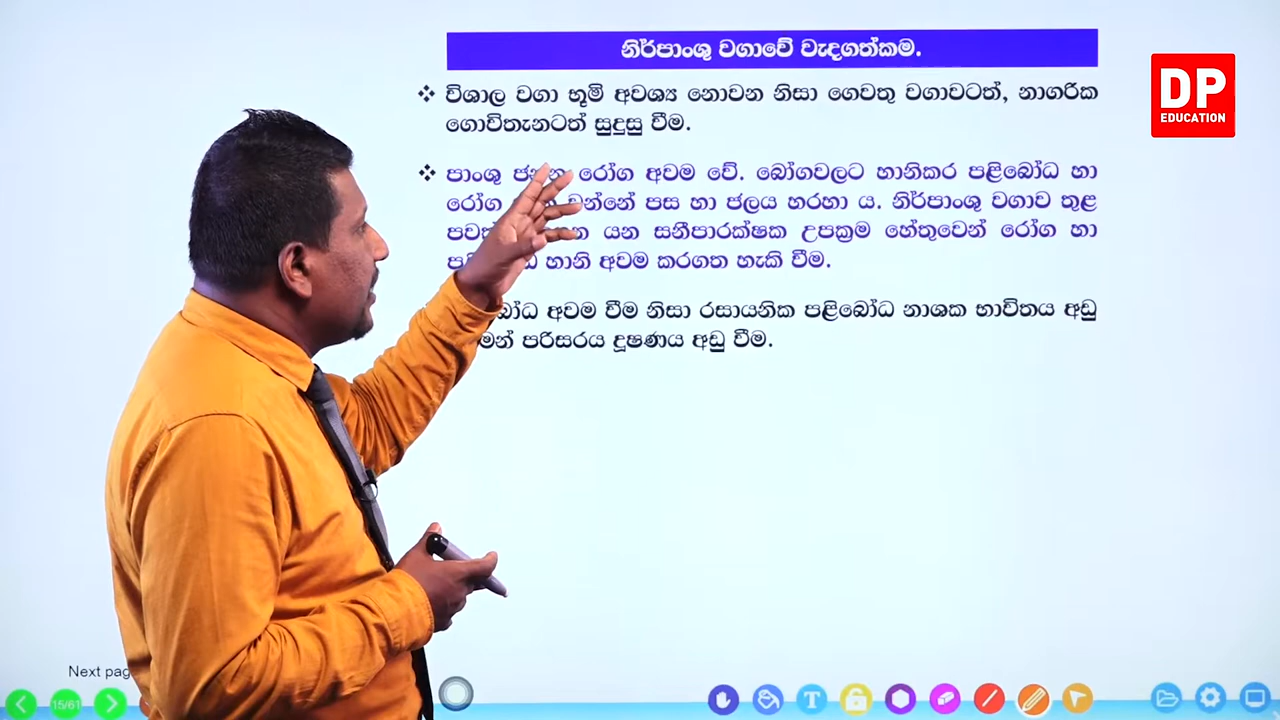 නිර්පාංශු වගාවේ වැදගත්කම.
DP
EDUCATION
❖ විශාල වගා භූමි අවශ්‍ය නොවන නිසා ගෙවතු වගාවටත්, නාගරික
ගොවිතැනටත් සුදුසු වීම.
❖ පාංශු රෝග අවම වේ. බෝගවලට හානිකර පළිබෝධ හා
රෝග වන්නේ පස හා ජලය හරහා ය. නිර්පාංශු වගාව තුළ
යන සනීපාරක්ෂක උපක්‍රම හේතුවෙන් රෝග හා
හානි අවම කරගත හැකි වීම.
අවම වීම නිසා රසායනික පළිබෝධ නාශක භාවිතය අඩු
පරිසරය දූෂණය අඩු වීම.
Next
15/61